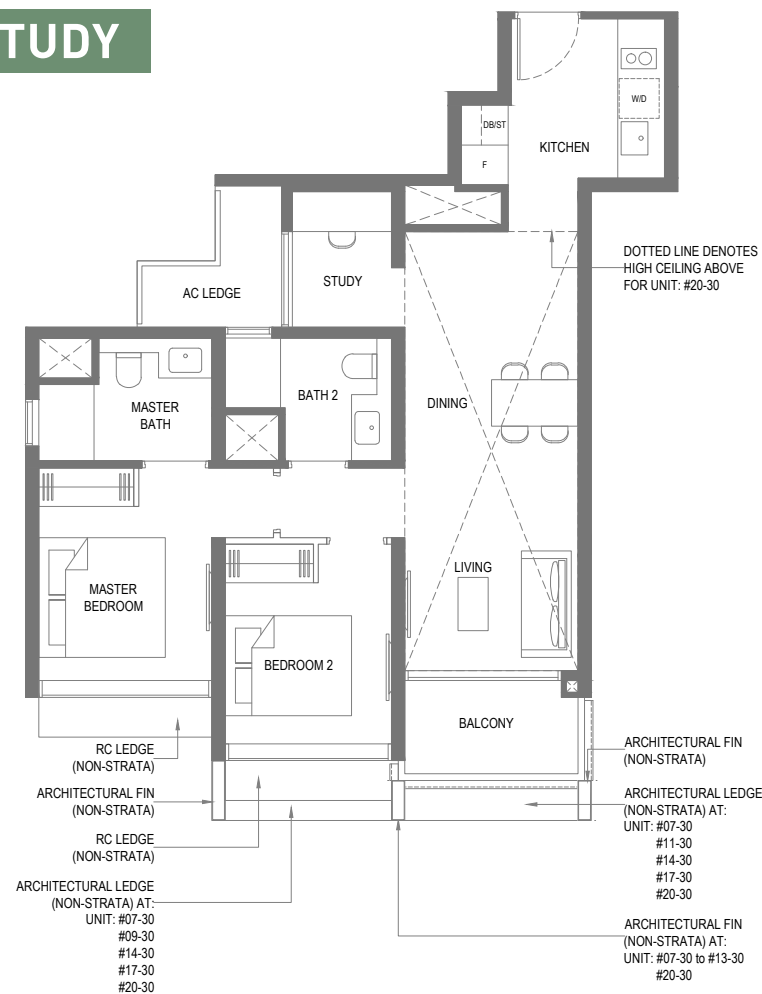 TUDY
W/D
DB/ST
KITCHEN
F
DOTTED LINE DENOTES
HIGH CEILING ABOVE
FOR UNIT: #20-30
STUDY
AC LEDGE
BATH 2
DINING
MASTER
BATH
LIVING
MASTER
BEDROOM
BEDROOM 2
BALCONY
RC LEDGE
(NON-STRATA)
ARCHITECTURAL FIN
(NON-STRATA)
RC LEDGE
(NON-STRATA)
ARCHITECTURAL LEDGE
(NON-STRATA) AT:
UNIT: #07-30
#09-30
#14-30
#17-30
#20-30
ARCHITECTURAL FIN
(NON-STRATA)
ARCHITECTURAL LEDGE
(NON-STRATA) AT:
UNIT: #07-30
#11-30
#14-30
#17-30
#20-30
ARCHITECTURAL FIN
(NON-STRATA) AT:
UNIT: #07-30 to #13-30
#20-30